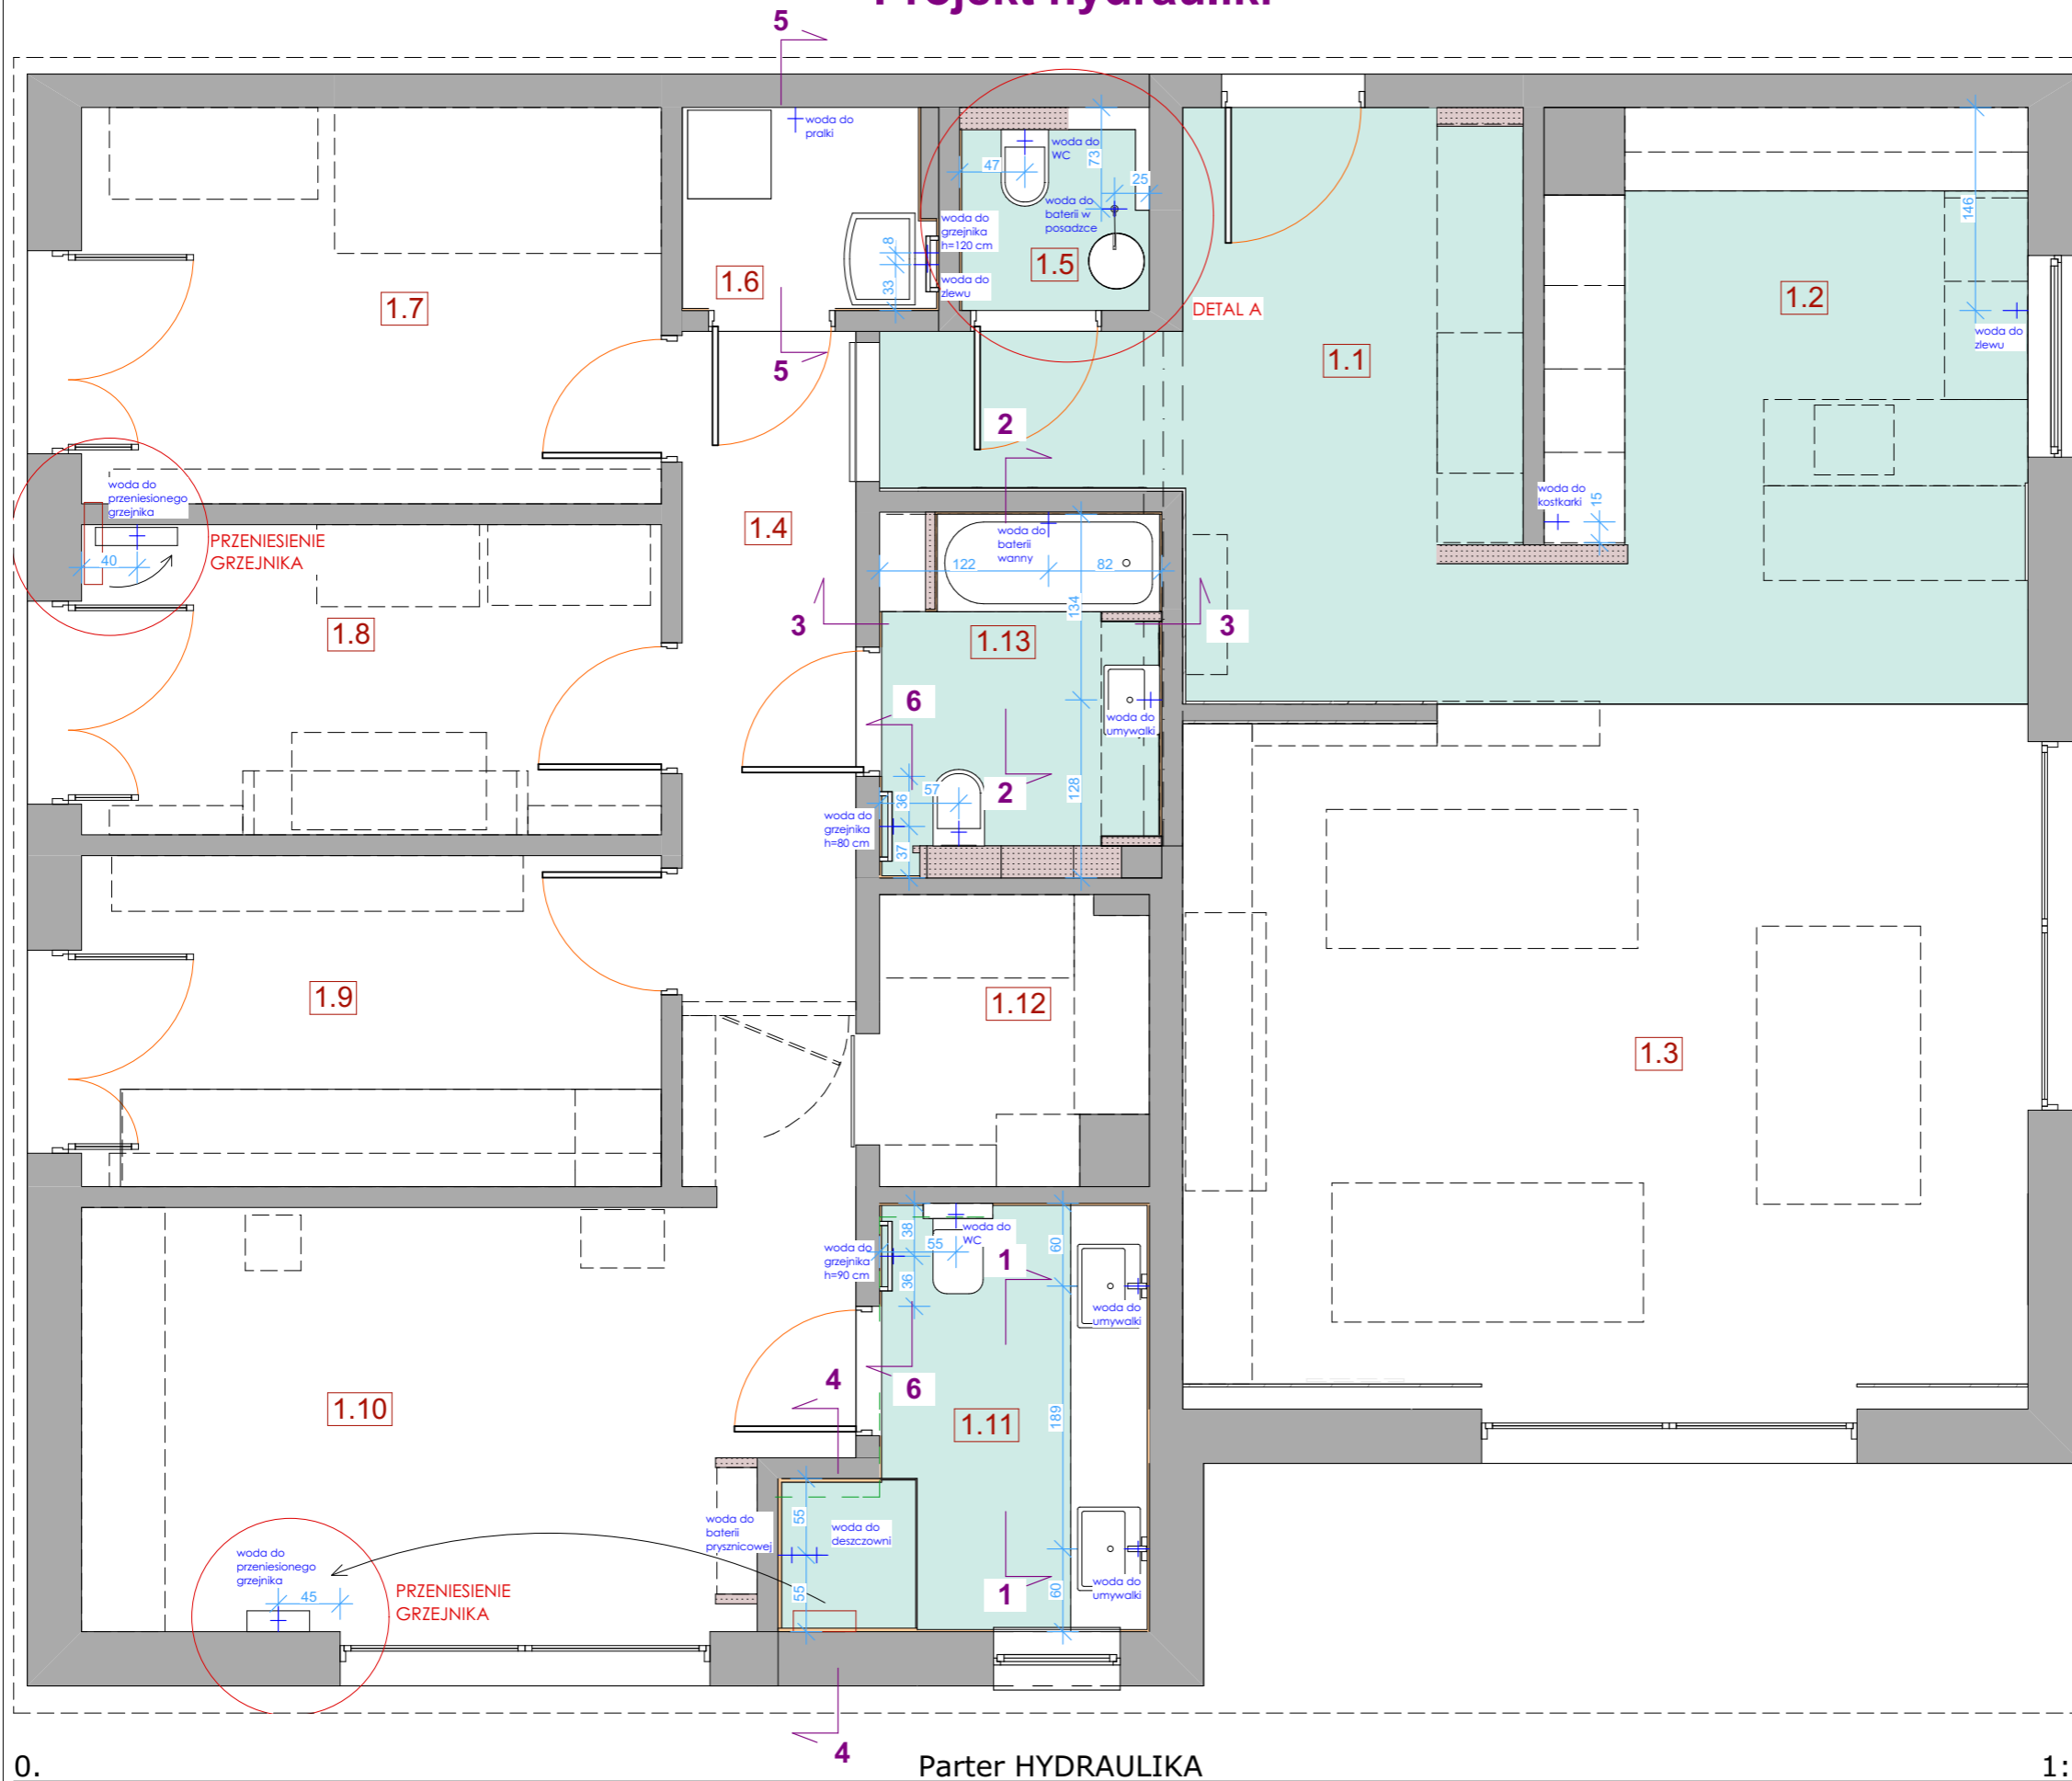 5
woda do
pralki
47
woda do
WC
73
25
woda do
baterii w
posadzce
woda do
grzejnika
h=120 cm
8
33
woda do
zlewu
1.5
1.6
1.7
DETAL A
1.2
146
woda do
zlewu
1.1
5
2
woda do
przeniesionego
grzejnika
40
PRZENIESIENIE
GRZEJNIKA
1.4
woda do
baterii
wanny
122
82
134
woda do
kostkarki
15
3
3
1.8
1.13
6
woda do
umywalki
2
128
57
36
37
woda do
grzejnika
h=80 cm
1.9
1.12
1.3
38
55
woda do
WC
woda do
grzejnika
h=90 cm
36
1
60
woda do
umywalki
4
6
1.10
1.11
189
woda do
baterii
prysznicowej
55
woda do
deszczowni
55
woda do
przeniesionego
grzejnika
45
PRZENIESIENIE
GRZEJNIKA
1
60
woda do
umywalki
4
0.
Parter HYDRAULIKA
1: